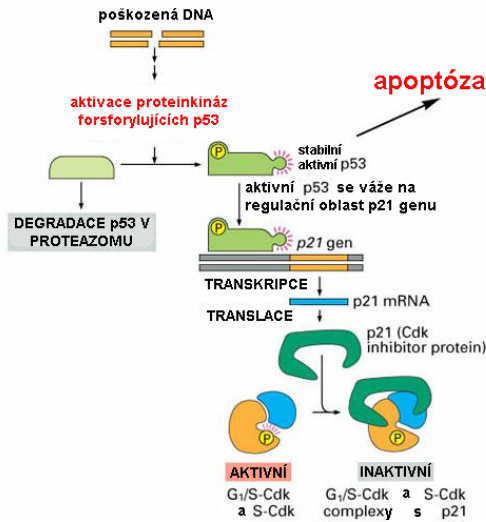 poškozená DNA
aktivace proteinkináz
forsforylujících p53
apoptóza
P
stabilní
aktivní p53
DEGRADACE p53 V
PROTEAZOMU
aktivní p53 se váže na
regulační oblast p21 genu
P
p21 gen
TRANSKRIPCE
p21 mRNA
TRANSLACE
p21 (Cdk
inhibitor protein)
P
P
AKTIVNÍ
INAKTIVNÍ
G1/S-Cdk
a S-Cdk
G1/S-Cdk a S-Cdk
complexy s p21